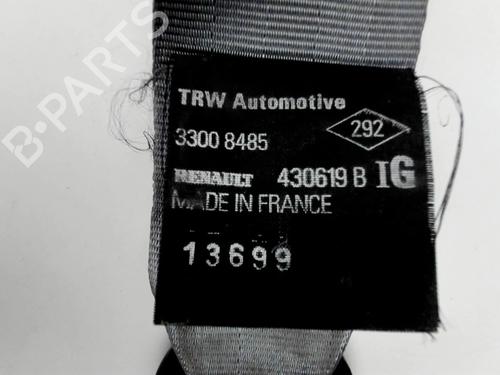 B-PARTS
TRW Automotive
292
3300 8485
RENAULT 430619 B IG
MADE IN FRANCE
13699